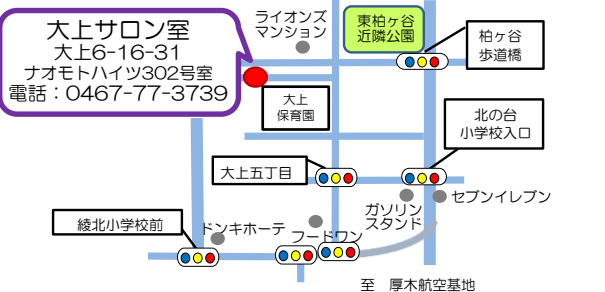 大上サロン室
大上6-16-31
ナオモトハイツ302号室
電話：0467-77-3739
ライオンズ
マンション
東柏ヶ谷
近隣公園
柏ヶ谷
歩道橋
大上
保育園
北の台
小学校入口
大上五丁目
セブンイレブン
ガソリン
スタンド
綾北小学校前
ドンキホーテ
フードワン
至 厚木航空基地